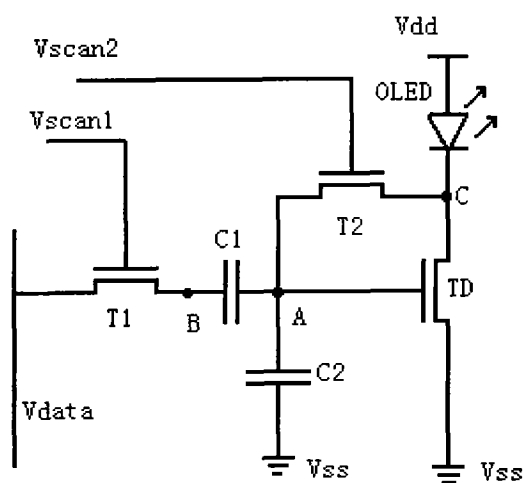 Vdd
Vscan2
OLED
Vscan1
C
T2
C1
TD
T1
B
A
C2
Vdata
Vss
Vss